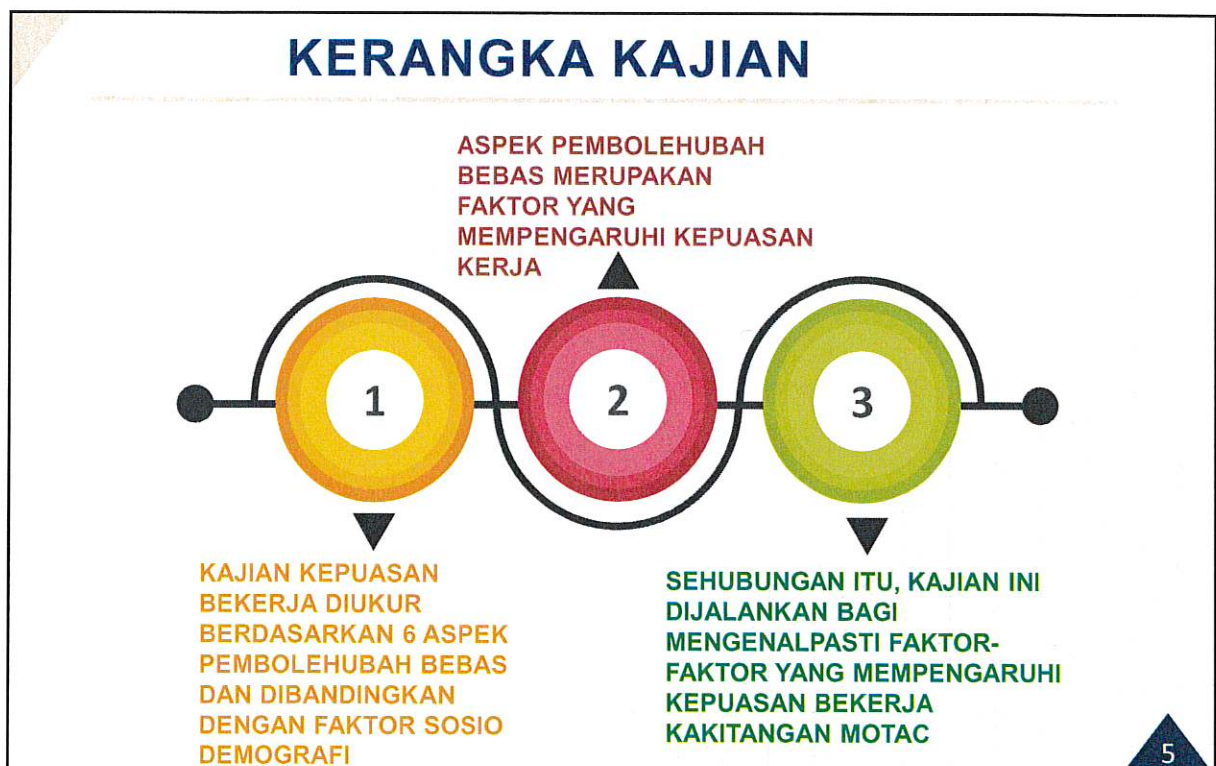 KERANGKA KAJIAN
ASPEK PEMBOLEHUBAH
BEBAS MERUPAKAN
FAKTOR YANG
MEMPENGARUHI KEPUASAN
KERJA
1
2
3
KAJIAN KEPUASAN
BEKERJA DIUKUR
BERDASARKAN 6 ASPEK
PEMBOLEHUBAH BEBAS
DAN DIBANDINGKAN
DENGAN FAKTOR SOSIO
DEMOGRAFI
SEHUBUNGAN ITU, KAJIAN INI
DIJALANKAN BAGI
MENGENALPASTI FAKTOR-
FAKTOR YANG MEMPENGARUHI
KEPUASAN BEKERJA
KAKITANGAN MOTAC
5